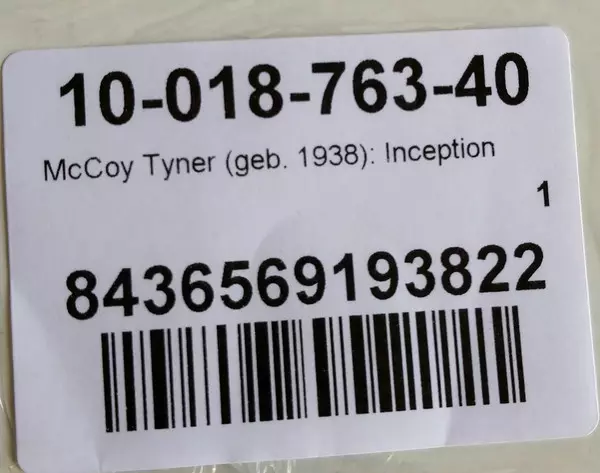 10-018-763-40
McCoy Tyner (geb. 1938): Inception
1
8436569193822